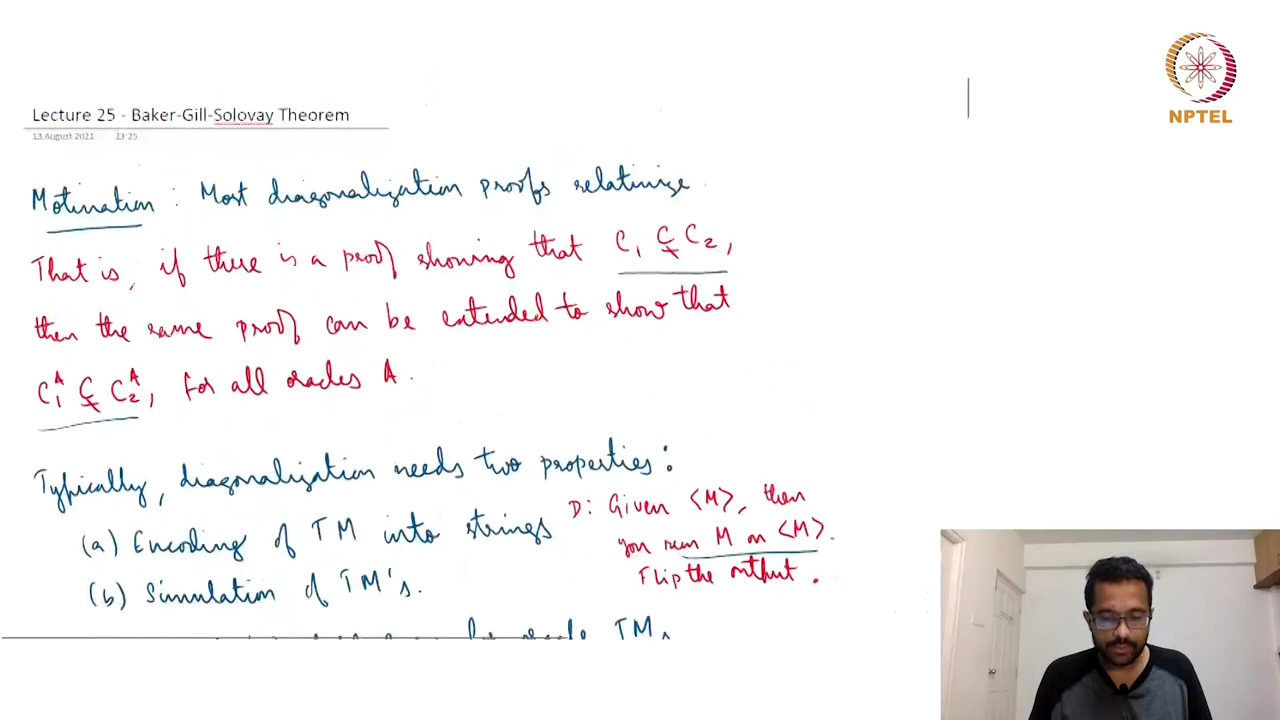 NPTEL
Lecture 25 - Baker-Gill-Solovay Theorem
13 August 2021 23:25
Motivation : Most diagonalization proofs relativize.
That is, if there is a proof showing that C₁ ⊊ C₂,
then the same proof can be extended to show that
C₁ᴬ ⊊ C₂ᴬ, for all oracles A.
Typically, diagonalization needs two properties :
(a) Encoding of TM into strings
(b) Simulation of TM's.
D: Given <M>, then
you run M on <M>.
Flip the output.
TMs